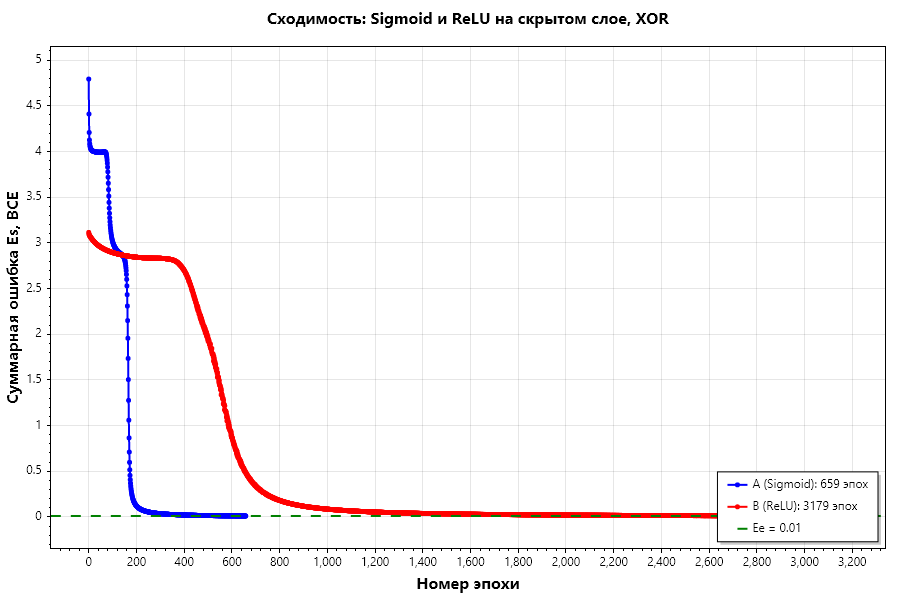 Сходимость: Sigmoid и ReLU на скрытом слое, XOR
Суммарная ошибка Es, BCE
5
4.5
4
3.5
3
2.5
2
1.5
1
0.5
0
A (Sigmoid): 659 эпох
B (ReLU): 3179 эпох
Ee = 0.01
0 200 400 600 800 1,000 1,200 1,400 1,600 1,800 2,000 2,200 2,400 2,600 2,800 3,000 3,200
Номер эпохи